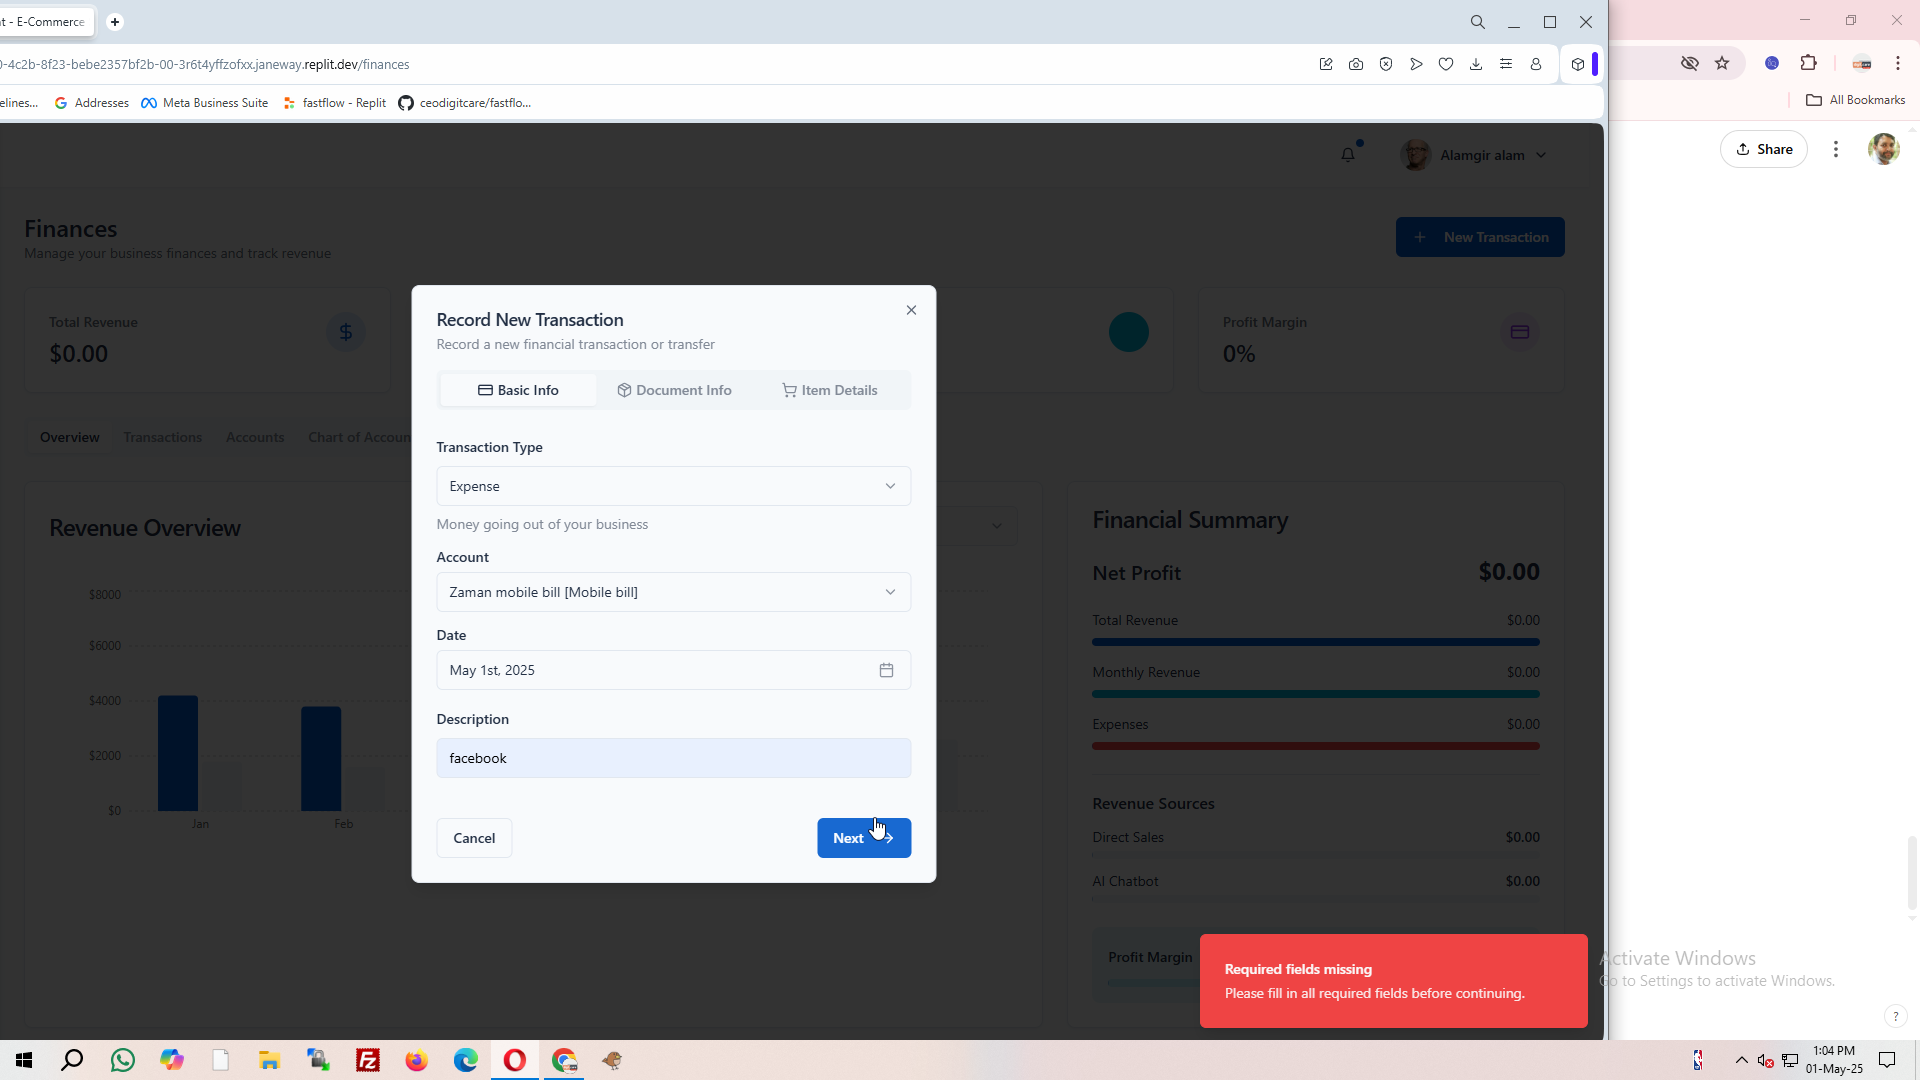 t - E-Commerce
0-4c2b-8f23-bebe2357bf2b-00-3r6t4yffzofxx.janeway.replit.dev/finances
elines...
Addresses
Meta Business Suite
fastflow - Replit
ceodigitcare/fastflo...
All Bookmarks
Share
Alamgir alam
Finances
Manage your business finances and track revenue
New Transaction
Total Revenue
$0.00
Profit Margin
0%
Overview
Transactions
Accounts
Chart of Accoun
Record New Transaction
Record a new financial transaction or transfer
Basic Info
Document Info
Item Details
Transaction Type
Expense
Money going out of your business
Account
Zaman mobile bill [Mobile bill]
Date
May 1st, 2025
Description
facebook
Cancel
Next
Revenue Overview
$8000
$6000
$4000
$2000
$0
Jan
Feb
Financial Summary
Net Profit
$0.00
Total Revenue
$0.00
Monthly Revenue
$0.00
Expenses
$0.00
Revenue Sources
Direct Sales
$0.00
AI Chatbot
$0.00
Profit Margin
Required fields missing
Please fill in all required fields before continuing.
Activate Windows
Go to Settings to activate Windows.
?
1:04 PM
01-May-25